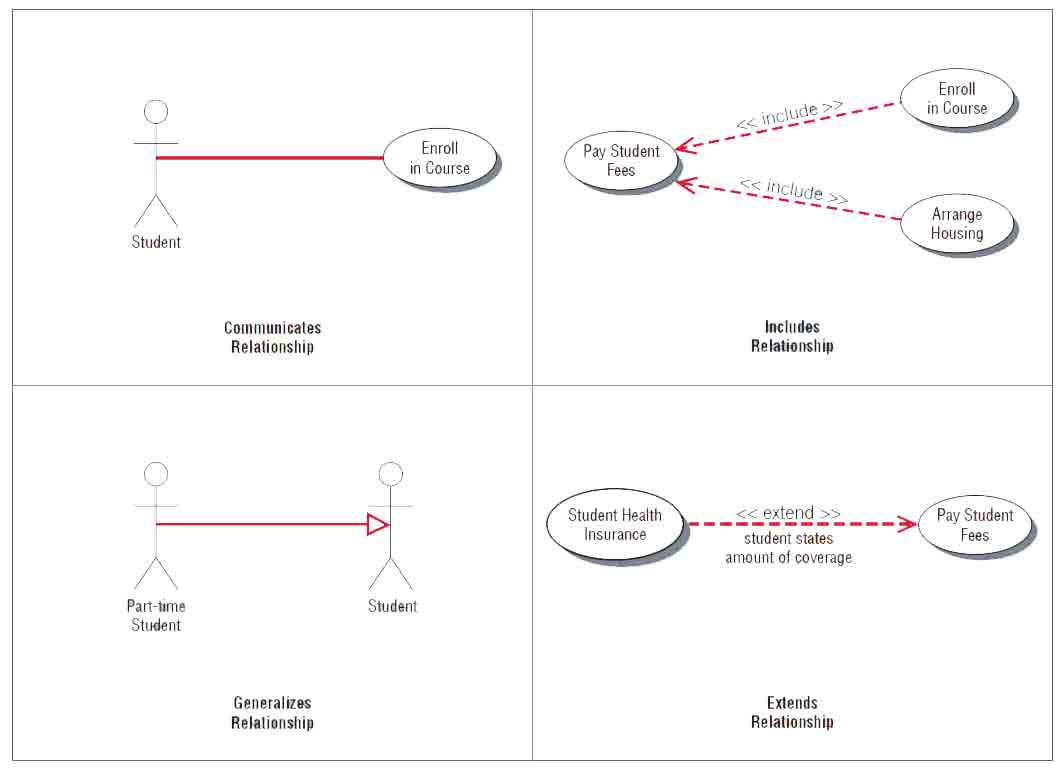 Student
Enroll
in Course
Communicates
Relationship
Pay Student
Fees
<< include >>
Enroll
in Course
<< include >>
Arrange
Housing
Includes
Relationship
Part-time
Student
Student
Generalizes
Relationship
Student Health
Insurance
<< extend >>
student states
amount of coverage
Pay Student
Fees
Extends
Relationship